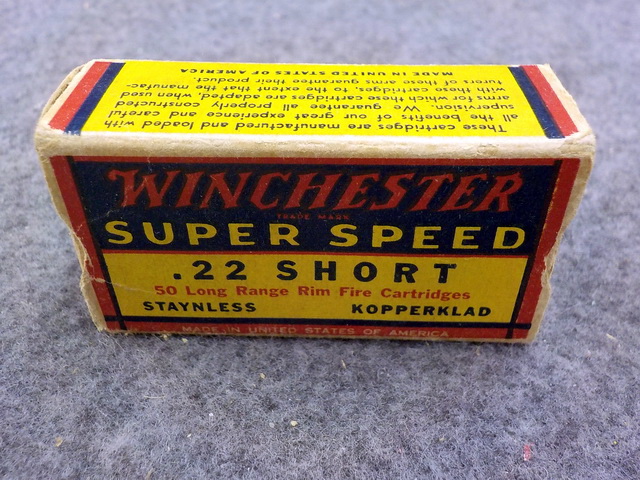 These cartridges are manufactured and loaded with
all the benefits of our great experience and careful
supervision. We guarantee all properly constructed
arms for which these cartridges are adapted, when used
with these cartridges, to the extent that the manufac-
turers of these arms guarantee their product.
MADE IN UNITED STATES OF AMERICA
WINCHESTER
TRADE MARK
SUPER SPEED
.22 SHORT
50 Long Range Rim Fire Cartridges
STAYNLESS KOPPERKLAD
MADE IN UNITED STATES OF AMERICA